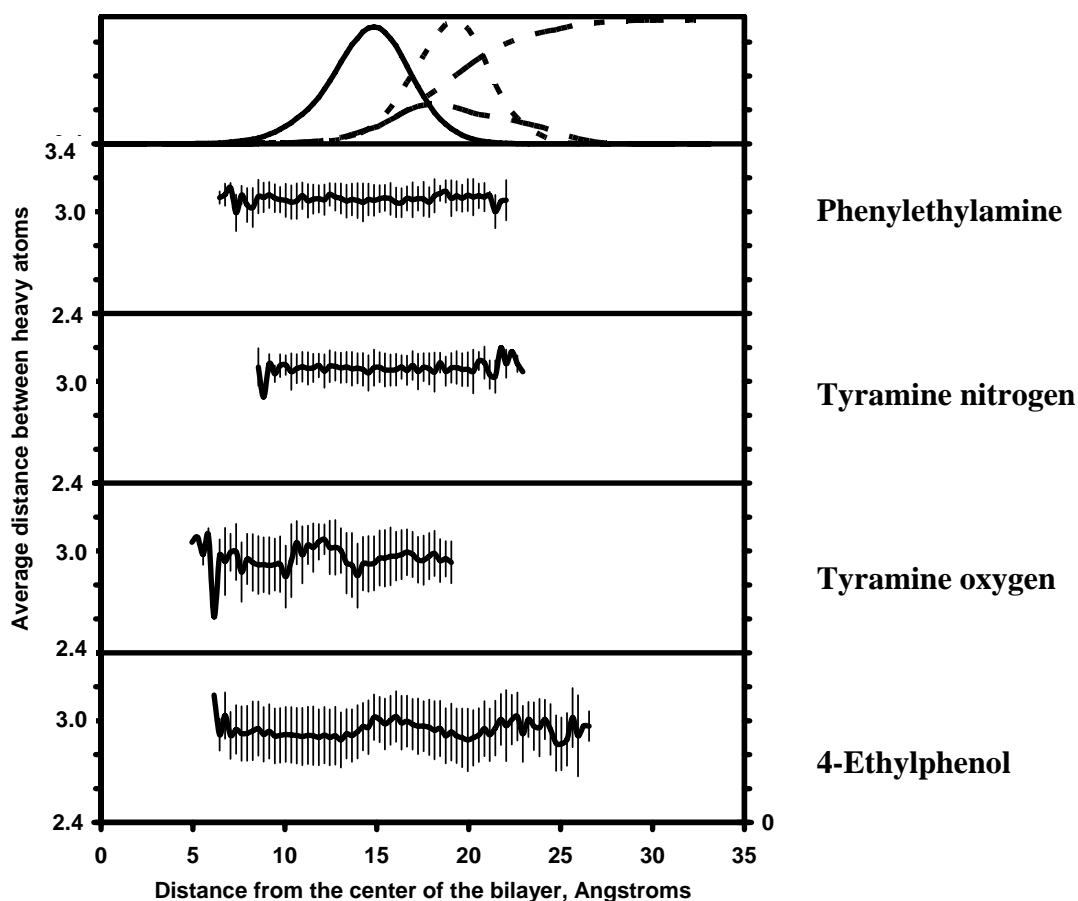 3.4
3.0
Phenylethylamine
2.4
3.0
Tyramine nitrogen
2.4
3.0
Tyramine oxygen
2.4
3.0
4-Ethylphenol
2.4
0
0 5 10 15 20 25 30 35
Distance from the center of the bilayer, Angstroms
Average distance between heavy atoms